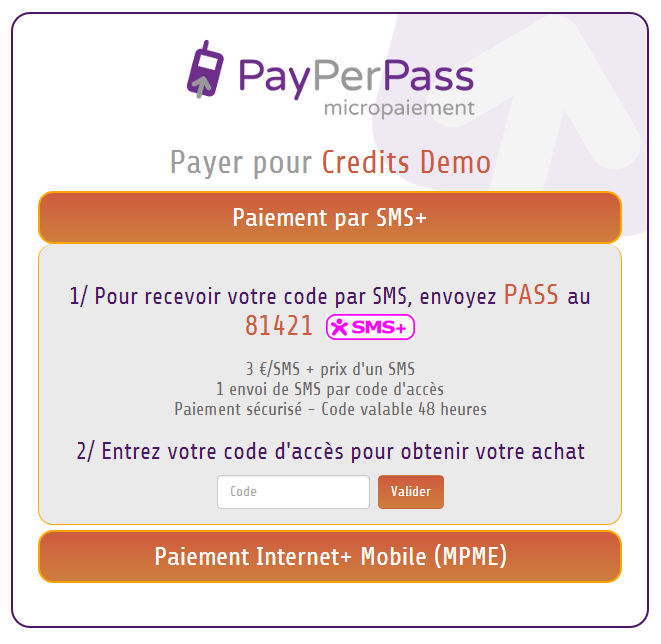 PayPerPass
micropaiement
Payer pour Credits Demo
Paiement par SMS+
1/ Pour recevoir votre code par SMS, envoyez PASS au
81421 SMS+
3 €/SMS + prix d'un SMS
1 envoi de SMS par code d'accès
Paiement sécurisé - Code valable 48 heures
2/ Entrez votre code d'accès pour obtenir votre achat
Code Valider
Paiement Internet+ Mobile (MPME)